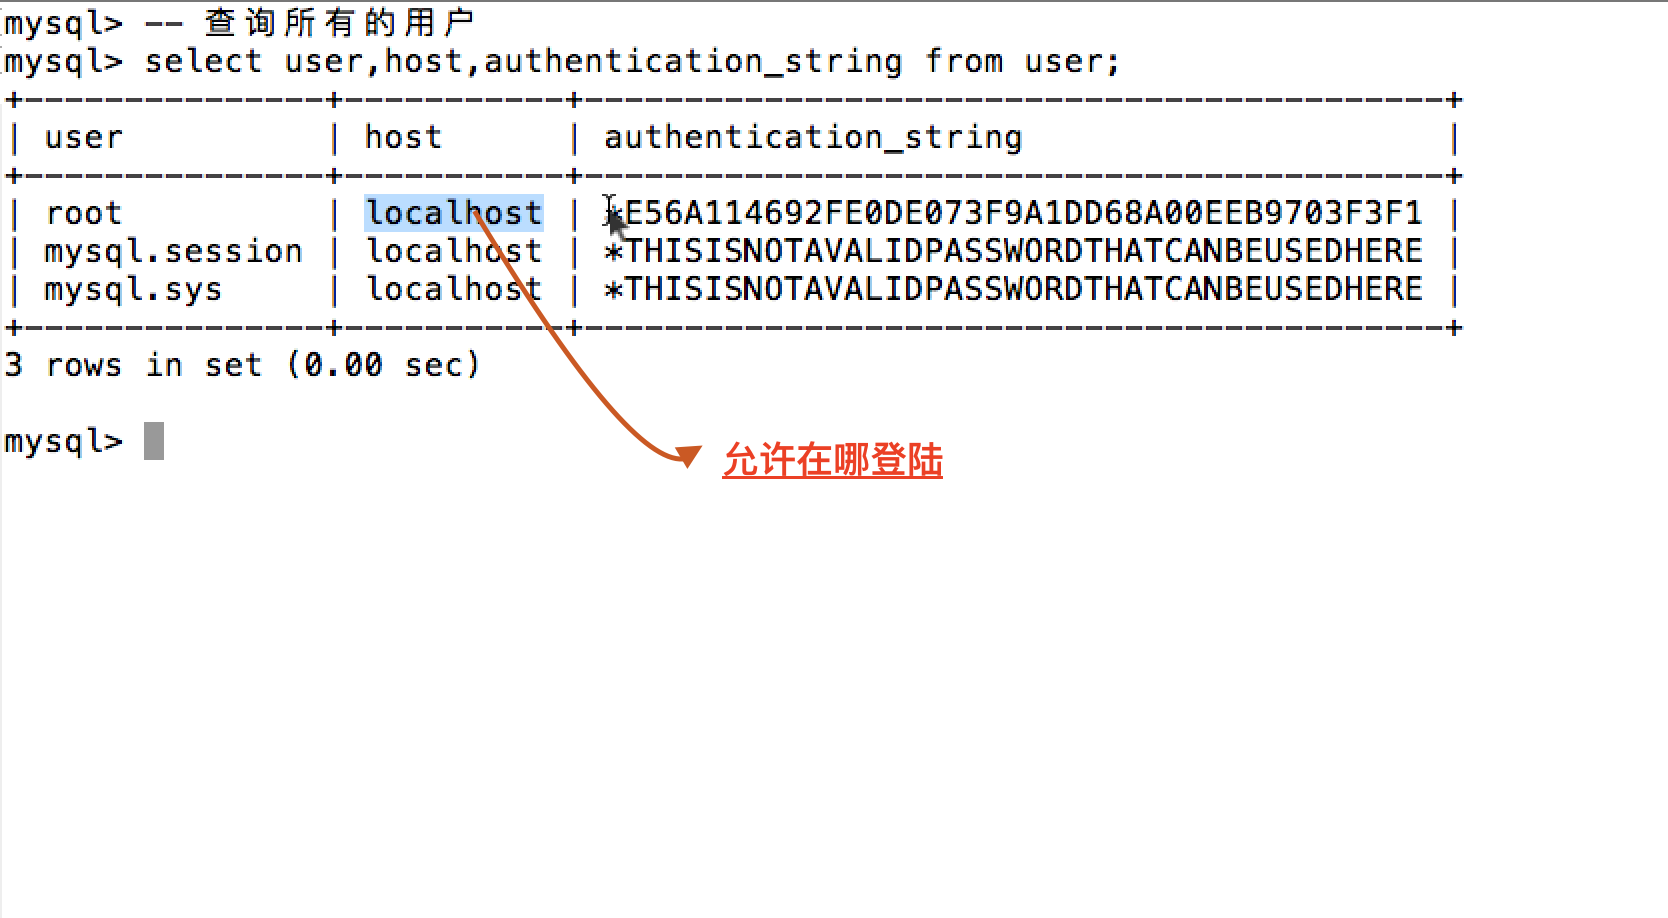 mysql> -- 查询所有的用户
mysql> select user,host,authentication_string from user;
+---------------+-----------+-------------------------------------------+
| user          | host      | authentication_string                     |
+---------------+-----------+-------------------------------------------+
| root          | localhost | *E56A114692FE0DE073F9A1DD68A00EEB9703F3F1 |
| mysql.session | localhost | *THISISNOTAVALIDPASSWORDTHATCANBEUSEDHERE |
| mysql.sys     | localhost | *THISISNOTAVALIDPASSWORDTHATCANBEUSEDHERE |
+---------------+-----------+-------------------------------------------+
3 rows in set (0.00 sec)
mysql>
允许在哪登陆